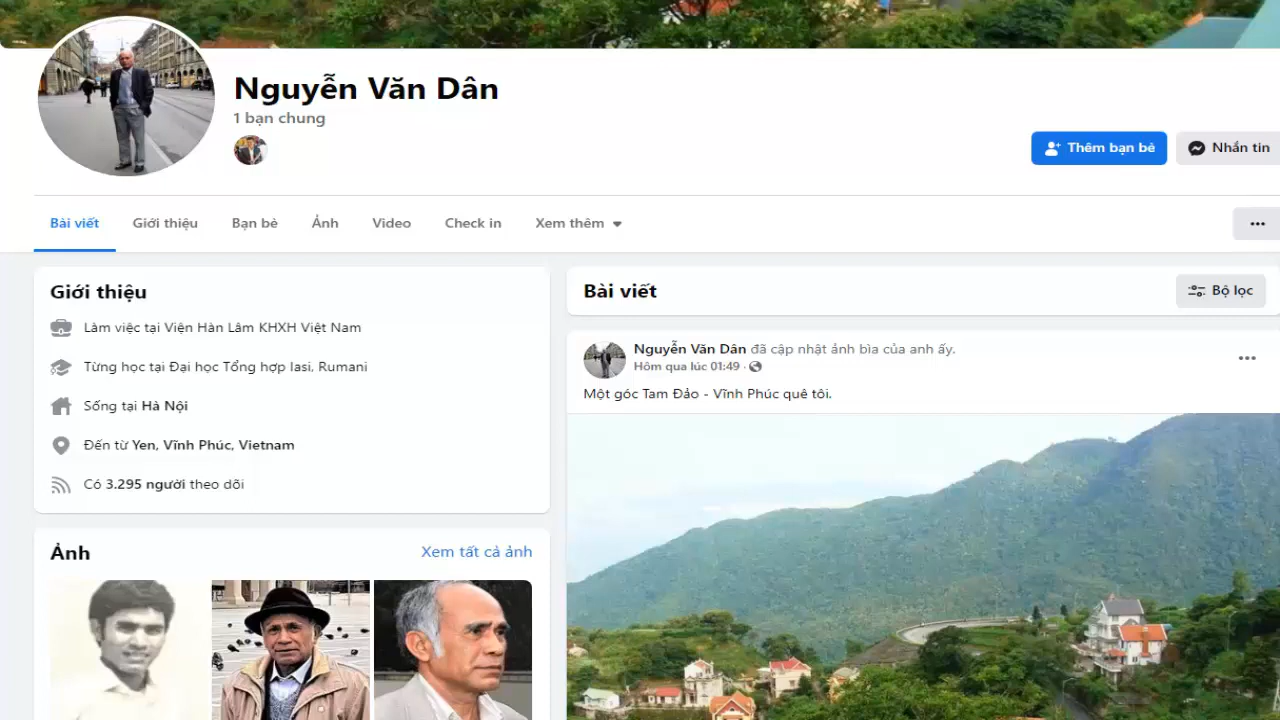 Nguyễn Văn Dân
1 bạn chung
Thêm bạn bè
Nhắn tin
Bài viết
Giới thiệu
Bạn bè
Ảnh
Video
Check in
Xem thêm
Giới thiệu
Làm việc tại Viện Hàn Lâm KHXH Việt Nam
Từng học tại Đại học Tổng hợp Iasi, Rumani
Sống tại Hà Nội
Đến từ Yen, Vĩnh Phúc, Vietnam
Có 3.295 người theo dõi
Ảnh
Xem tất cả ảnh
Bài viết
Bộ lọc
Nguyễn Văn Dân đã cập nhật ảnh bìa của anh ấy.
Hôm qua lúc 01:49 ·
Một góc Tam Đảo - Vĩnh Phúc quê tôi.